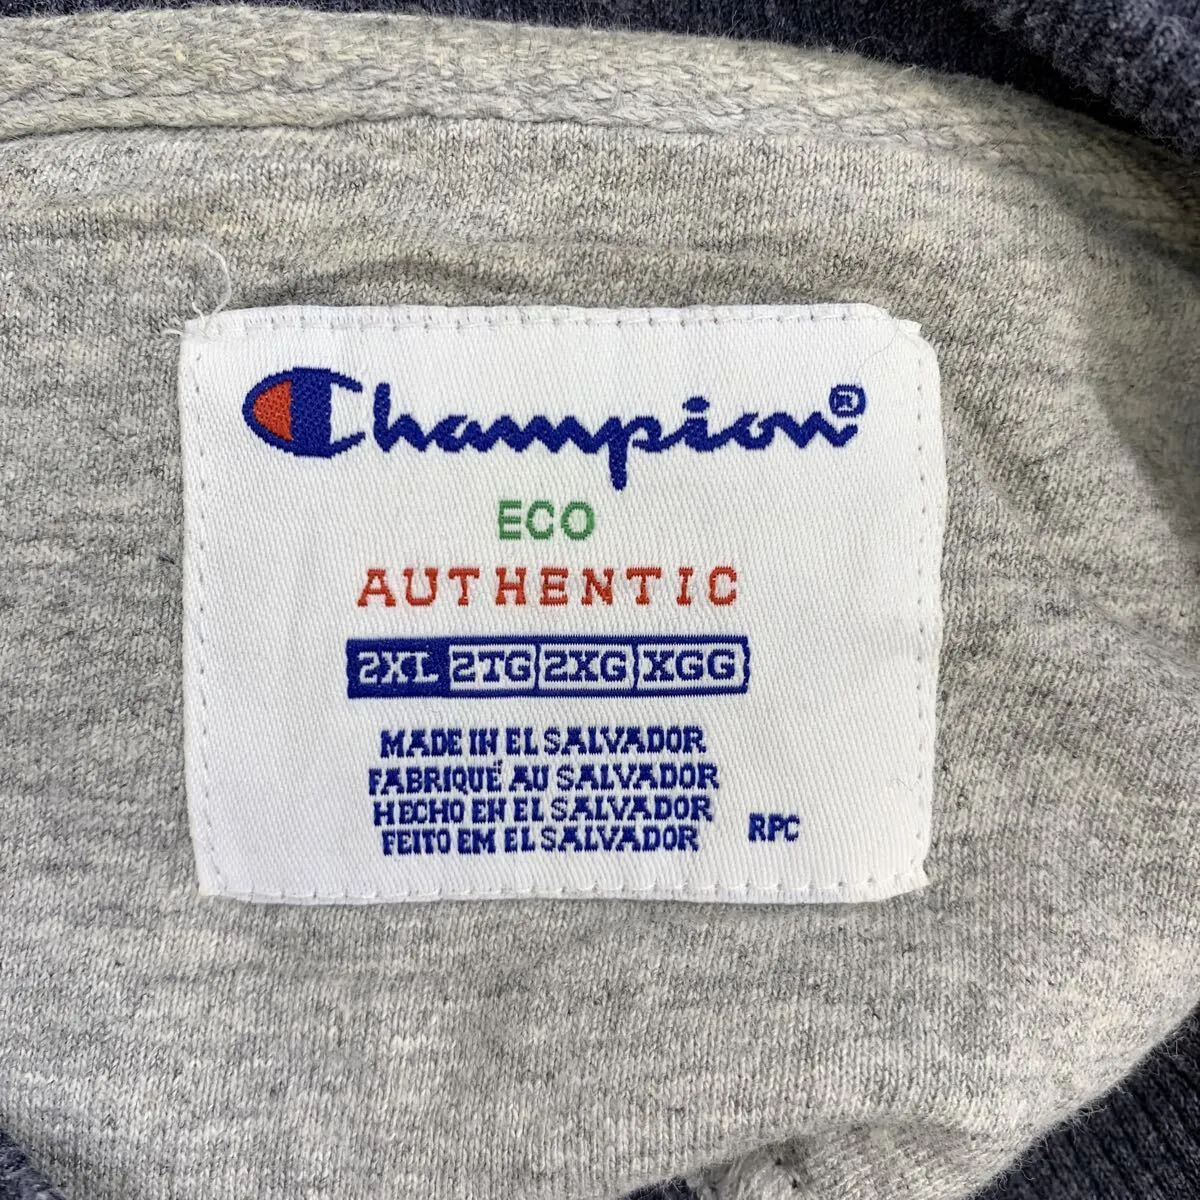 Champion®
ECO
AUTHENTIC
2XL 2TG 2XG XGG
MADE IN EL SALVADOR
FABRIQUÉ AU SALVADOR
HECHO EN EL SALVADOR
FEITO EM EL SALVADOR RPC